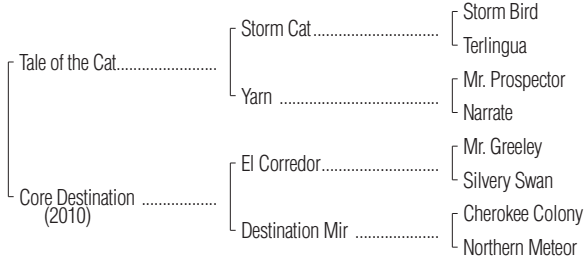 Storm Bird
Storm Cat
Terlingua
Tale of the Cat
Mr. Prospector
Yarn
Narrate
Mr. Greeley
El Corredor
Silvery Swan
Core Destination
(2010)
Cherokee Colony
Destination Mir
Northern Meteor